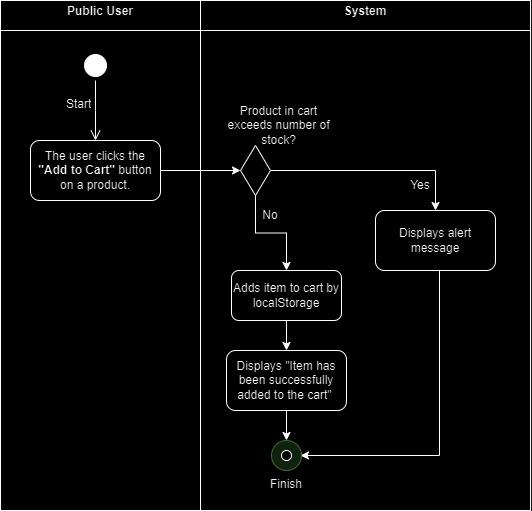 Public User
System
Start
The user clicks the
"Add to Cart" button
on a product.
Product in cart
exceeds number of
stock?
Yes
No
Displays alert
message
Adds item to cart by
localStorage
Displays "Item has
been successfully
added to the cart"
Finish